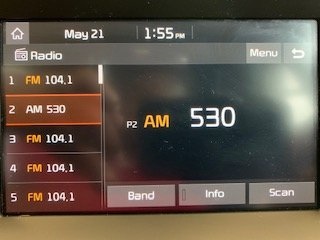 May 21 1:55 PM
Radio Menu
1 FM 104.1
2 AM 530
3 FM 104.1
4 FM 104.1
5 FM 104.1
P2 AM 530
Band Info Scan